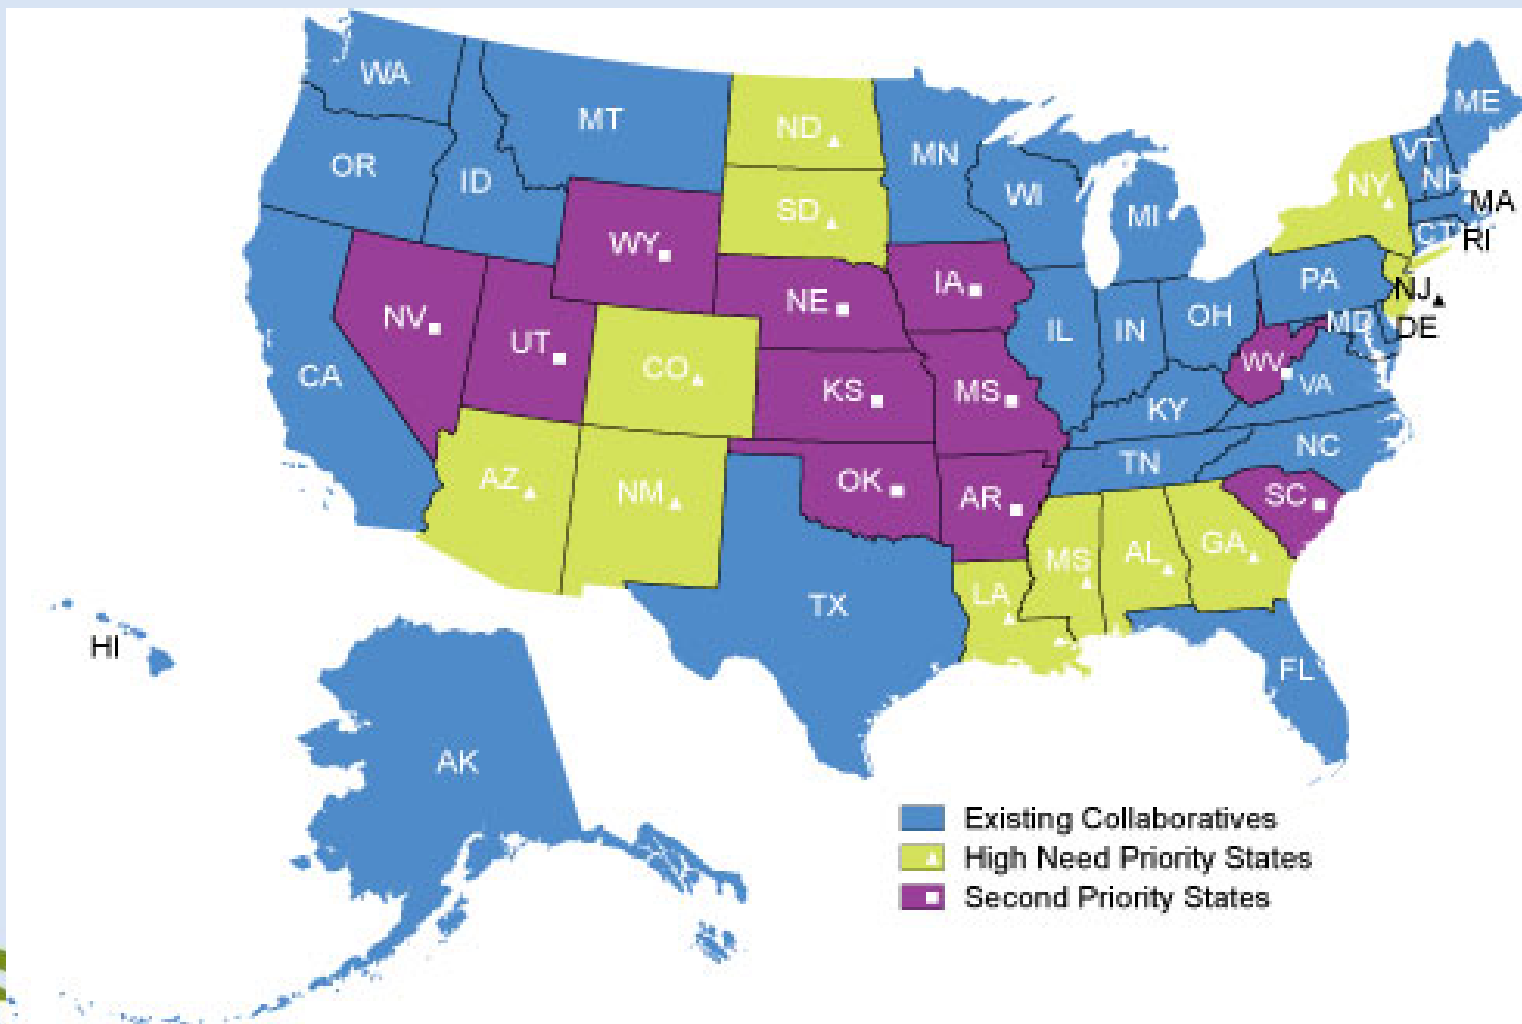 WA
MT
ND
MN
ME
OR
ID
SD
WI
MI
VT
NH
NY
MA
WY
CT
RI
NV
UT
NE
IA
IL
IN
OH
PA
NJ
MD
DE
CA
CO
KS
MS
KY
WV
VA
AZ
NM
OK
AR
TN
NC
SC
TX
LA
MS
AL
GA
FL
HI
AK
Existing Collaboratives
High Need Priority States
Second Priority States